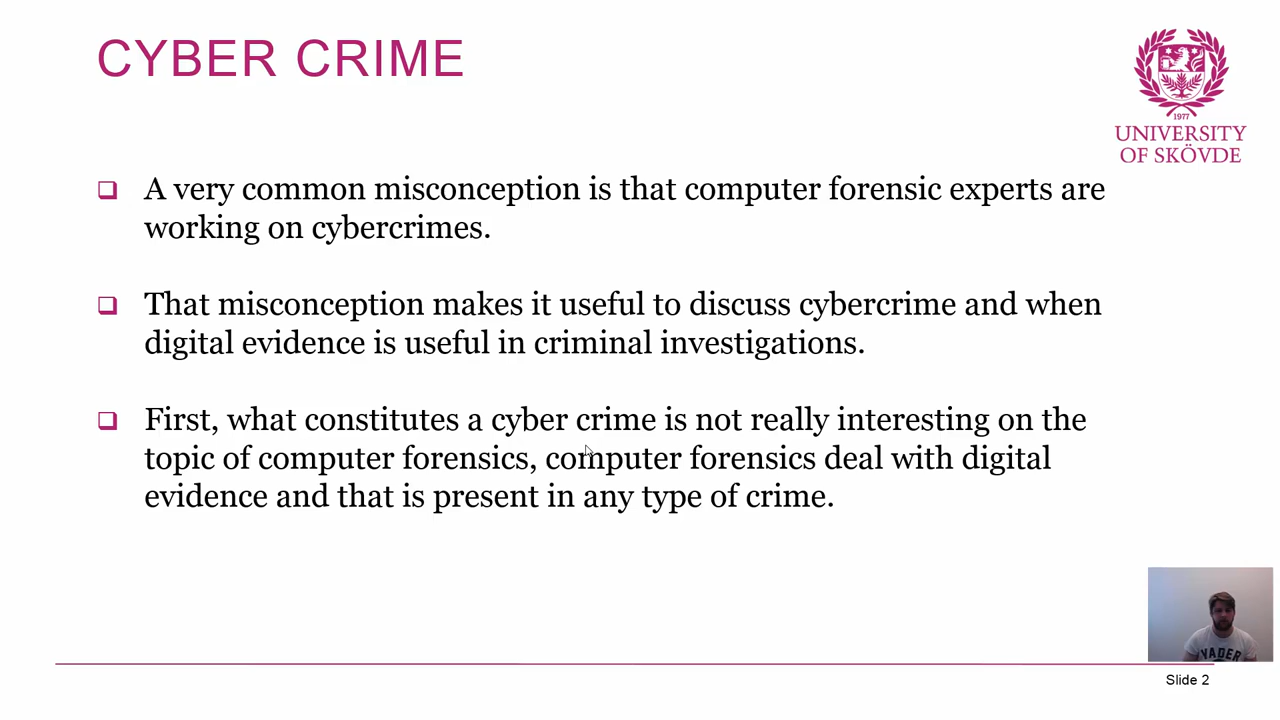 CYBER CRIME
1977
UNIVERSITY
OF SKÖVDE
A very common misconception is that computer forensic experts are
working on cybercrimes.
That misconception makes it useful to discuss cybercrime and when
digital evidence is useful in criminal investigations.
First, what constitutes a cyber crime is not really interesting on the
topic of computer forensics, computer forensics deal with digital
evidence and that is present in any type of crime.
VADER
Slide 2